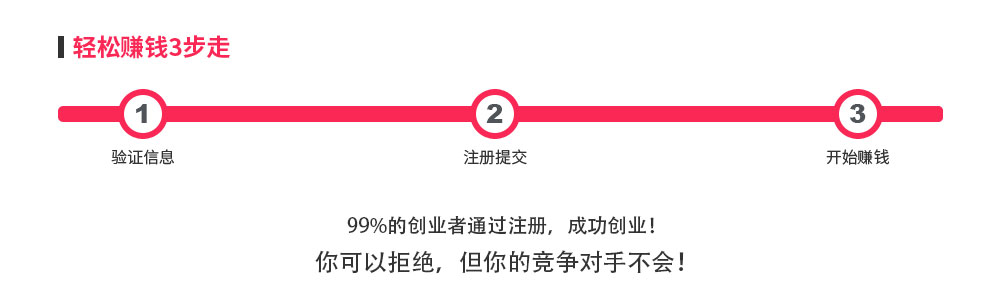 轻松赚钱3步走
1
2
3
验证信息
注册提交
开始赚钱
99%的创业者通过注册，成功创业！
你可以拒绝，但你的竞争对手不会！